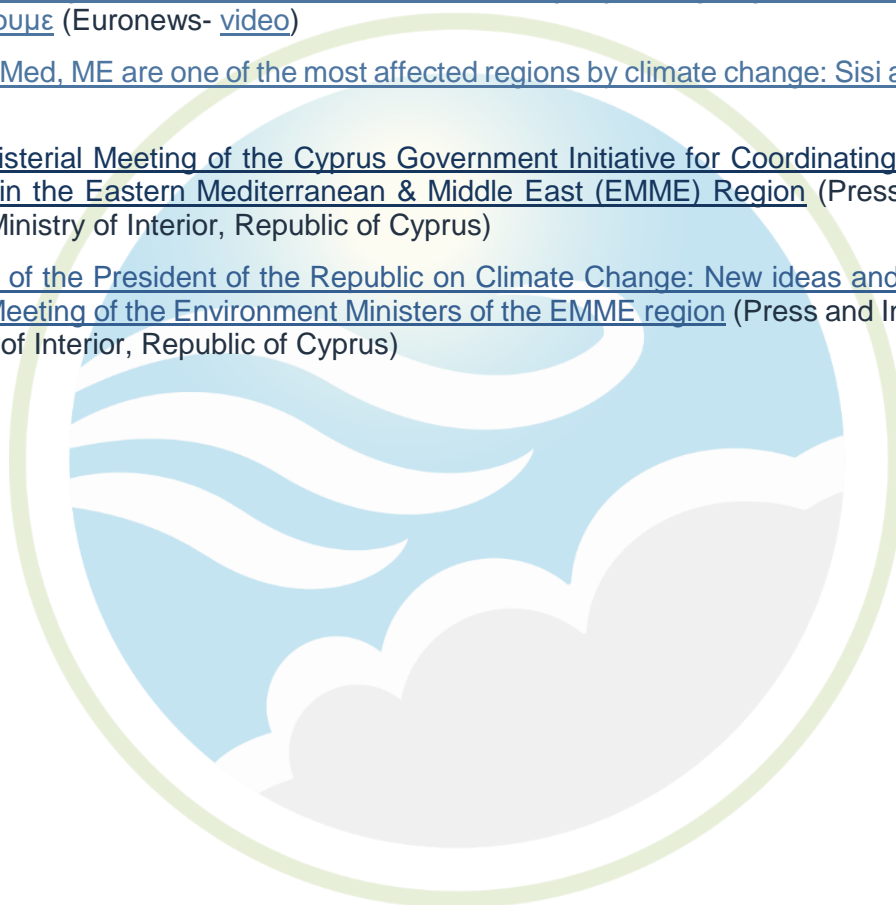 ουμε (Euronews- video)
Med, ME are one of the most affected regions by climate change: Sisi a
isterial Meeting of the Cyprus Government Initiative for Coordinating
in the Eastern Mediterranean & Middle East (EMME) Region (Press
Ministry of Interior, Republic of Cyprus)
of the President of the Republic on Climate Change: New ideas and
Meeting of the Environment Ministers of the EMME region (Press and In
of Interior, Republic of Cyprus)